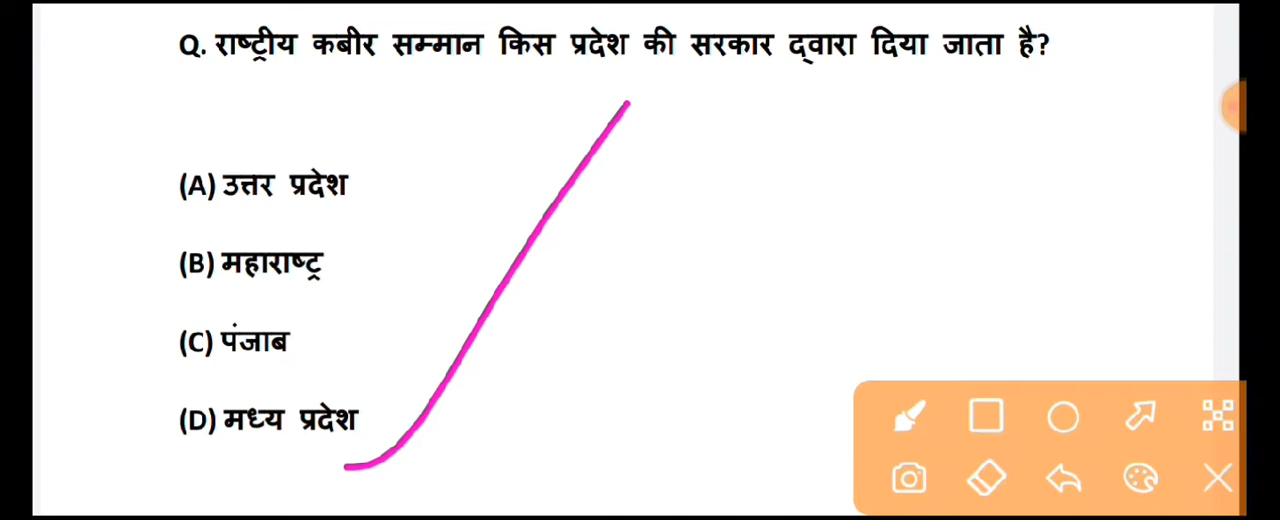 Q. राष्ट्रीय कबीर सम्मान किस प्रदेश की सरकार द्वारा दिया जाता है?
(A) उत्तर प्रदेश
(B) महाराष्ट्र
(C) पंजाब
(D) मध्य प्रदेश